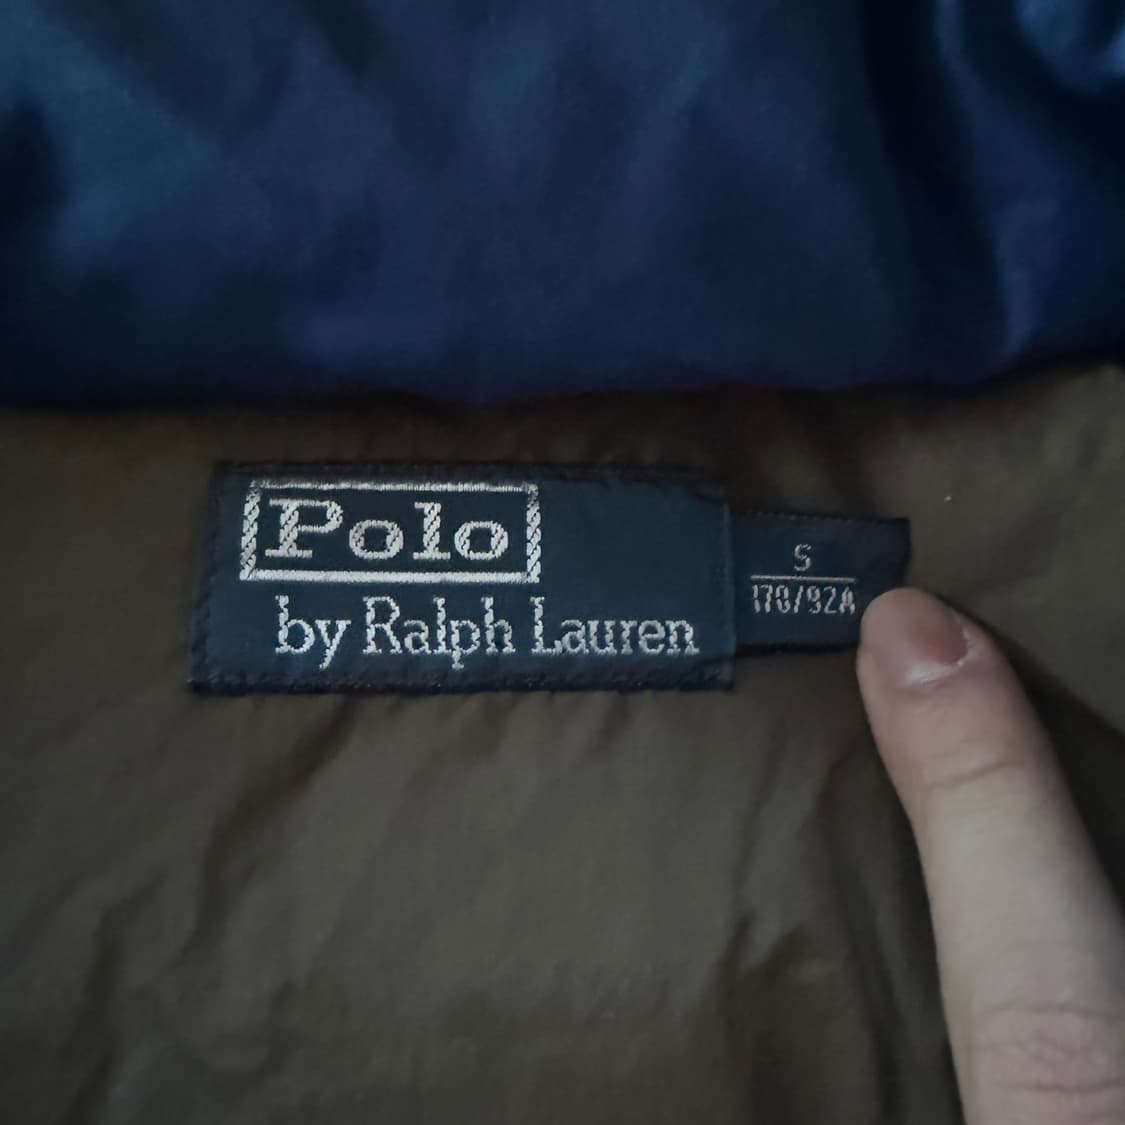 Polo
by Ralph Lauren
S
170/92A